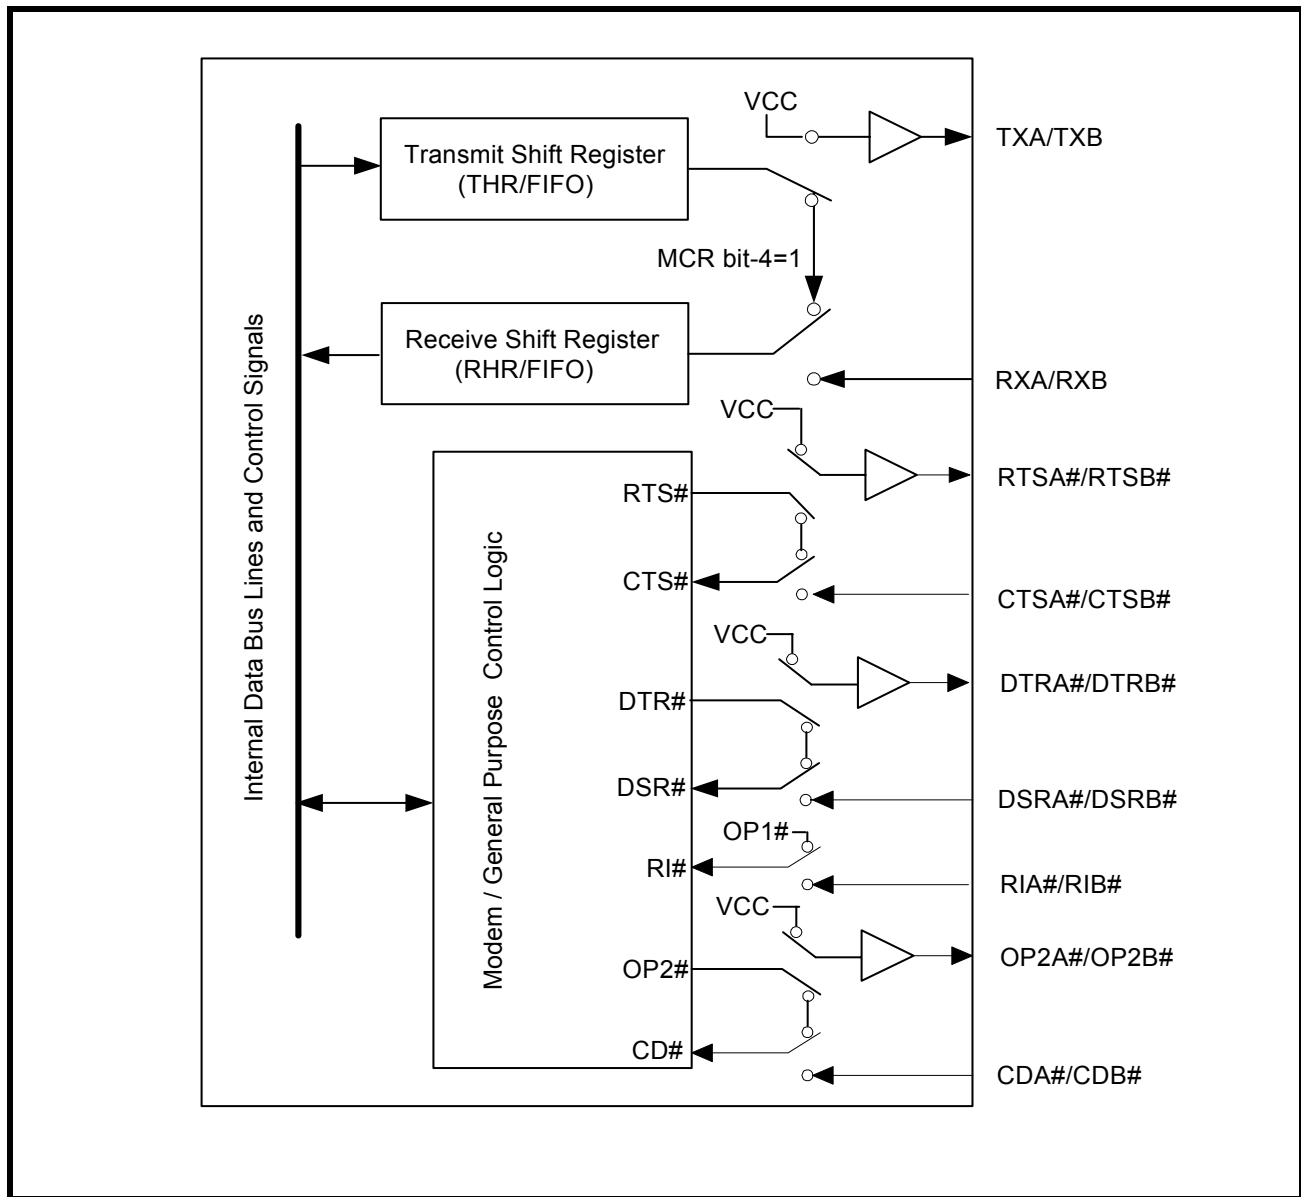 VCC
TXA/TXB
Transmit Shift Register
(THR/FIFO)
MCR bit-4=1
Receive Shift Register
(RHR/FIFO)
RXA/RXB
Internal Data Bus Lines and Control Signals
VCC
RTSA#/RTSB#
RTS#
CTS#
CTSA#/CTSB#
Modem / General Purpose Control Logic
VCC
DTRA#/DTRB#
DTR#
DSR#
DSRA#/DSRB#
OP1#
RI#
RIA#/RIB#
VCC
OP2A#/OP2B#
OP2#
CD#
CDA#/CDB#